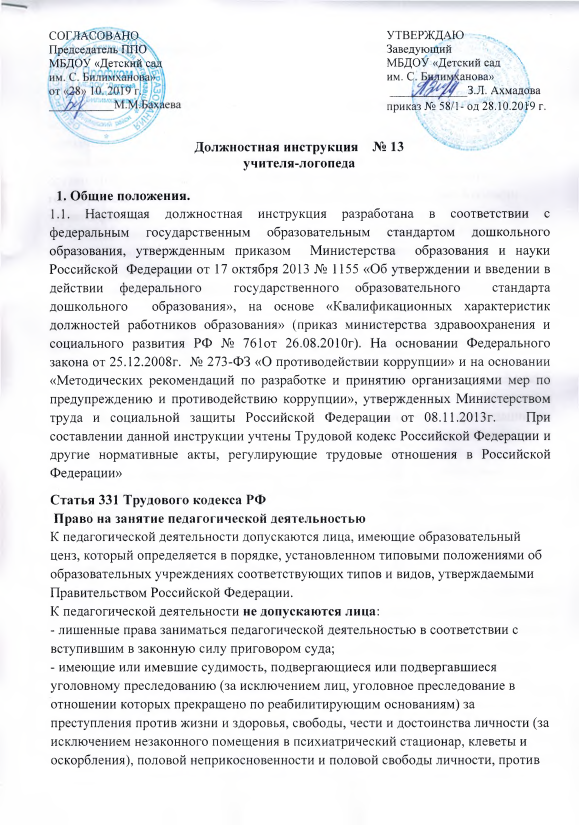 СОГЛАСОВАНО
Председатель ППО
МБДОУ «Детский сад
им. С. Билимханова»
от «28» 10. 2019 г.
__________М.М.Бахаева
УТВЕРЖДАЮ
Заведующий
МБДОУ «Детский сад
им. С. Билимханова»
____________З.Л. Ахмадова
приказ № 58/1- од 28.10.2019 г.
Должностная инструкция № 13
учителя-логопеда
1. Общие положения.
1.1. Настоящая должностная инструкция разработана в соответствии с
федеральным государственным образовательным стандартом дошкольного
образования, утвержденным приказом Министерства образования и науки
Российской Федерации от 17 октября 2013 № 1155 «Об утверждении и введении в
действии федерального государственного образовательного стандарта
дошкольного образования», на основе «Квалификационных характеристик
должностей работников образования» (приказ министерства здравоохранения и
социального развития РФ № 761от 26.08.2010г). На основании Федерального
закона от 25.12.2008г. № 273-ФЗ «О противодействии коррупции» и на основании
«Методических рекомендаций по разработке и принятию организациями мер по
предупреждению и противодействию коррупции», утвержденных Министерством
труда и социальной защиты Российской Федерации от 08.11.2013г. При
составлении данной инструкции учтены Трудовой кодекс Российской Федерации и
другие нормативные акты, регулирующие трудовые отношения в Российской
Федерации»
Статья 331 Трудового кодекса РФ
Право на занятие педагогической деятельностью
К педагогической деятельности допускаются лица, имеющие образовательный
ценз, который определяется в порядке, установленном типовыми положениями об
образовательных учреждениях соответствующих типов и видов, утверждаемыми
Правительством Российской Федерации.
К педагогической деятельности не допускаются лица:
- лишенные права заниматься педагогической деятельностью в соответствии с
вступившим в законную силу приговором суда;
- имеющие или имевшие судимость, подвергающиеся или подвергавшиеся
уголовному преследованию (за исключением лиц, уголовное преследование в
отношении которых прекращено по реабилитирующим основаниям) за
преступления против жизни и здоровья, свободы, чести и достоинства личности (за
исключением незаконного помещения в психиатрический стационар, клеветы и
оскорбления), половой неприкосновенности и половой свободы личности, против